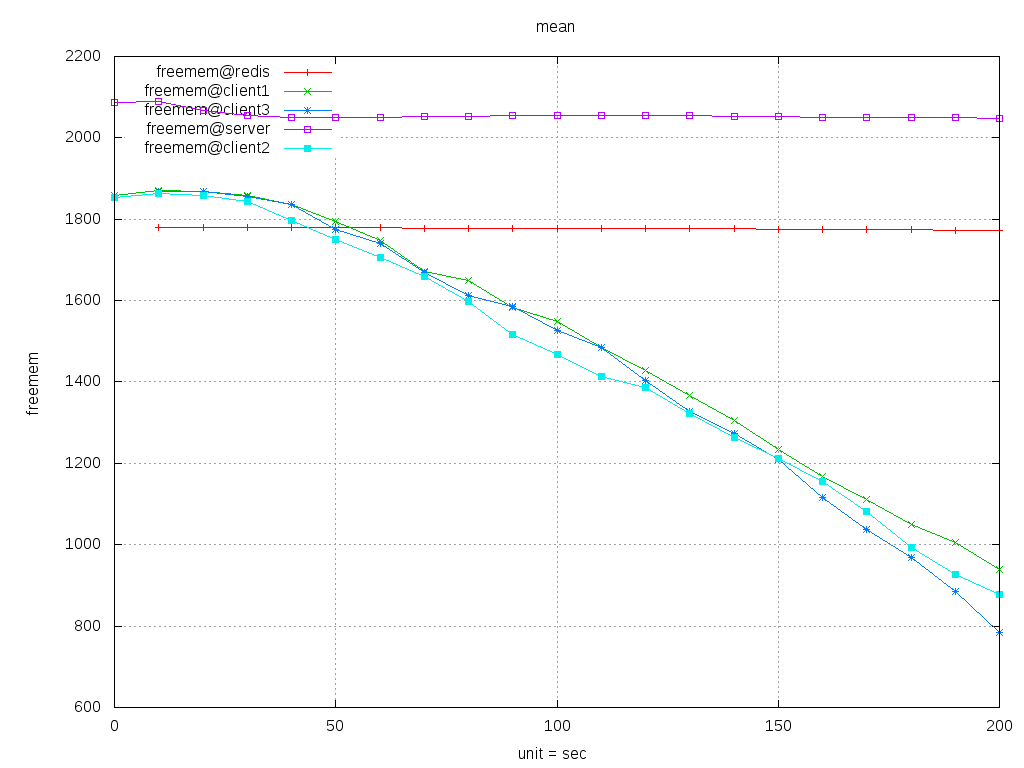 mean
2200
2000
1800
1600
1400
1200
1000
800
600
freemem
freemem@redis
freemem@client1
freemem@client3
freemem@server
freemem@client2
0 50 100 150 200
unit = sec